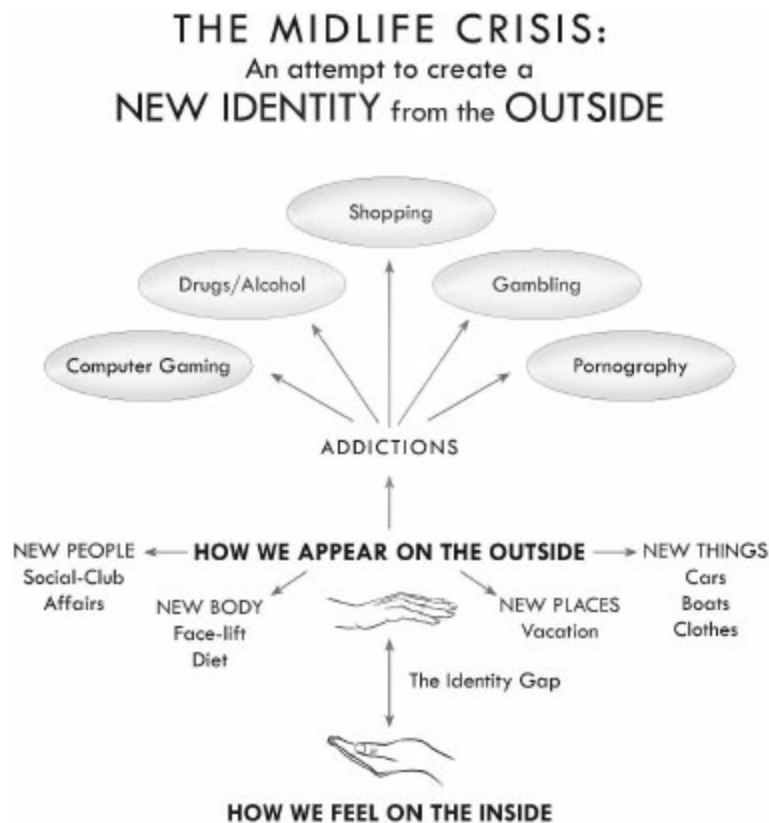 THE MIDLIFE CRISIS:
An attempt to create a
NEW IDENTITY from the OUTSIDE
Shopping
Drugs/Alcohol
Gambling
Computer Gaming
Pornography
ADDICTIONS
NEW PEOPLE
Social-Club
Affairs
HOW WE APPEAR ON THE OUTSIDE
NEW THINGS
Cars
Boats
Clothes
NEW BODY
Face-lift
Diet
NEW PLACES
Vacation
The Identity Gap
HOW WE FEEL ON THE INSIDE